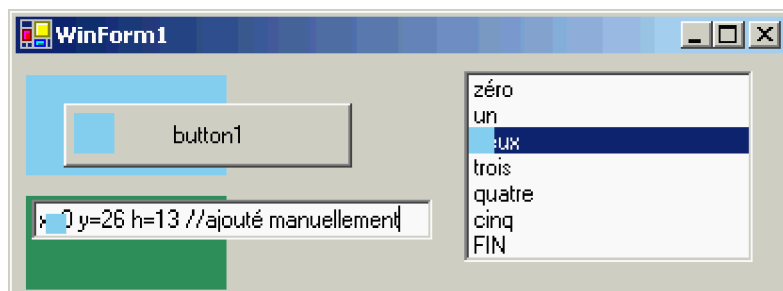 WinForm1
button1
y=26 h=13 //ajouté manuellement
zéro
un
trois
quatre
cinq
FIN